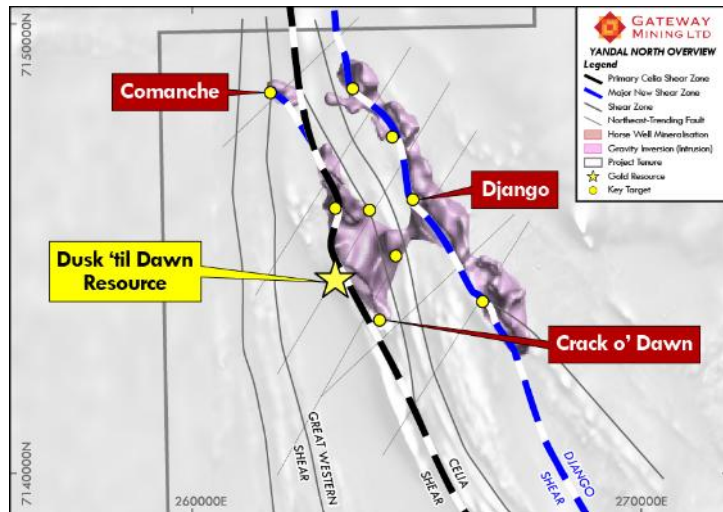 GATEWAY
MINING LTD
YANDAL NORTH OVERVIEW
Legend
Primary Celia Shear Zone
Major New Shear Zone
Shear Zone
Northeast-Trending Fault
Horse Well Mineralisation
Gravity Inversion (Intrusion)
Project Tenure
Gold Resource
Key Target
7150000N
Comanche
Django
Dusk ‘til Dawn
Resource
Crack o’ Dawn
7140000N
GREAT WESTERN
SHEAR
CELIA
SHEAR
DJANGO
SHEAR
260000E
270000E